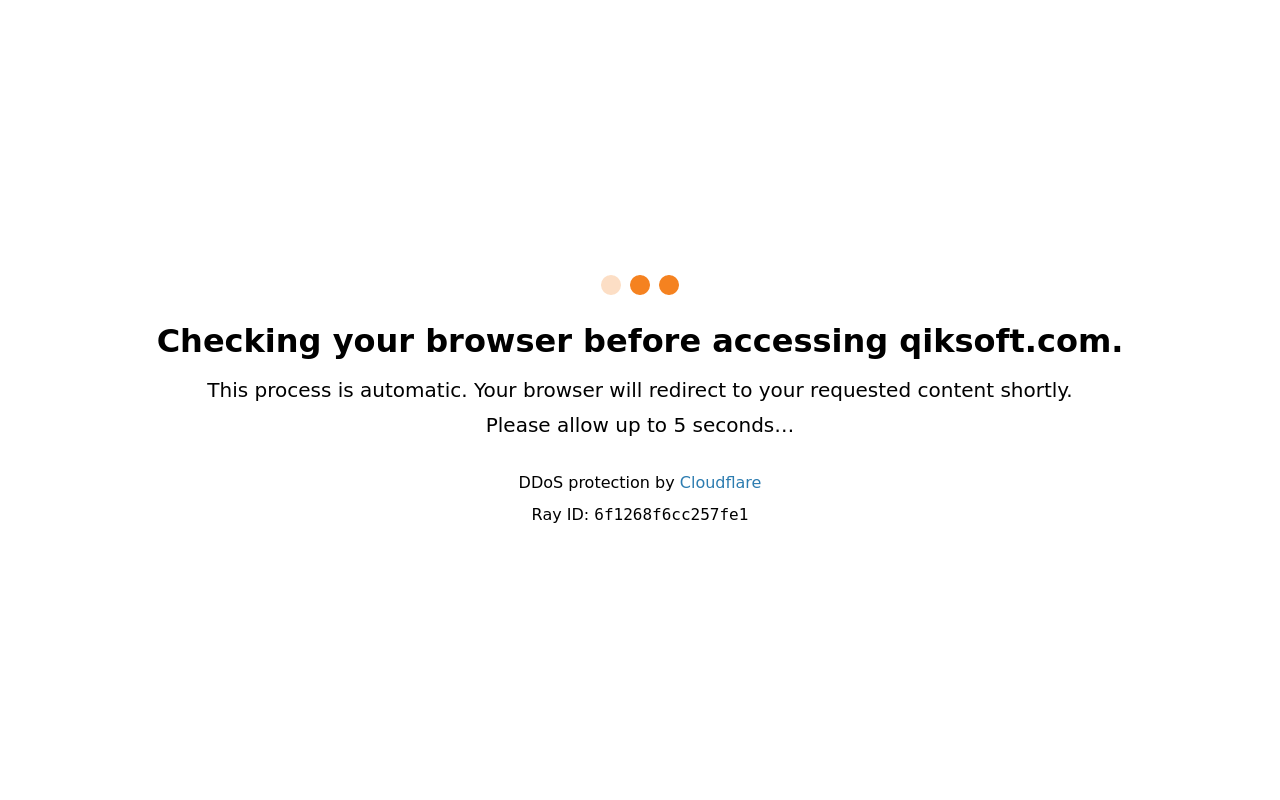 Checking your browser before accessing qiksoft.com.
This process is automatic. Your browser will redirect to your requested content shortly.
Please allow up to 5 seconds…
DDoS protection by Cloudflare
Ray ID: 6f1268f6cc257fe1